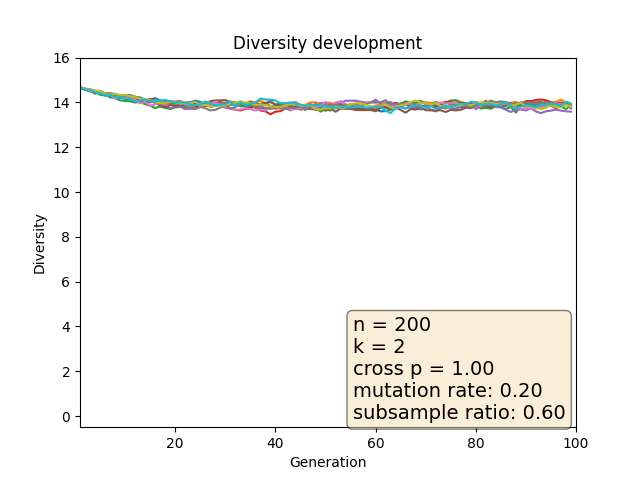 Diversity development
16
14
12
10
8
6
4
2
0
Diversity
n = 200
k = 2
cross p = 1.00
mutation rate: 0.20
subsample ratio: 0.60
20 40 60 80 100
Generation